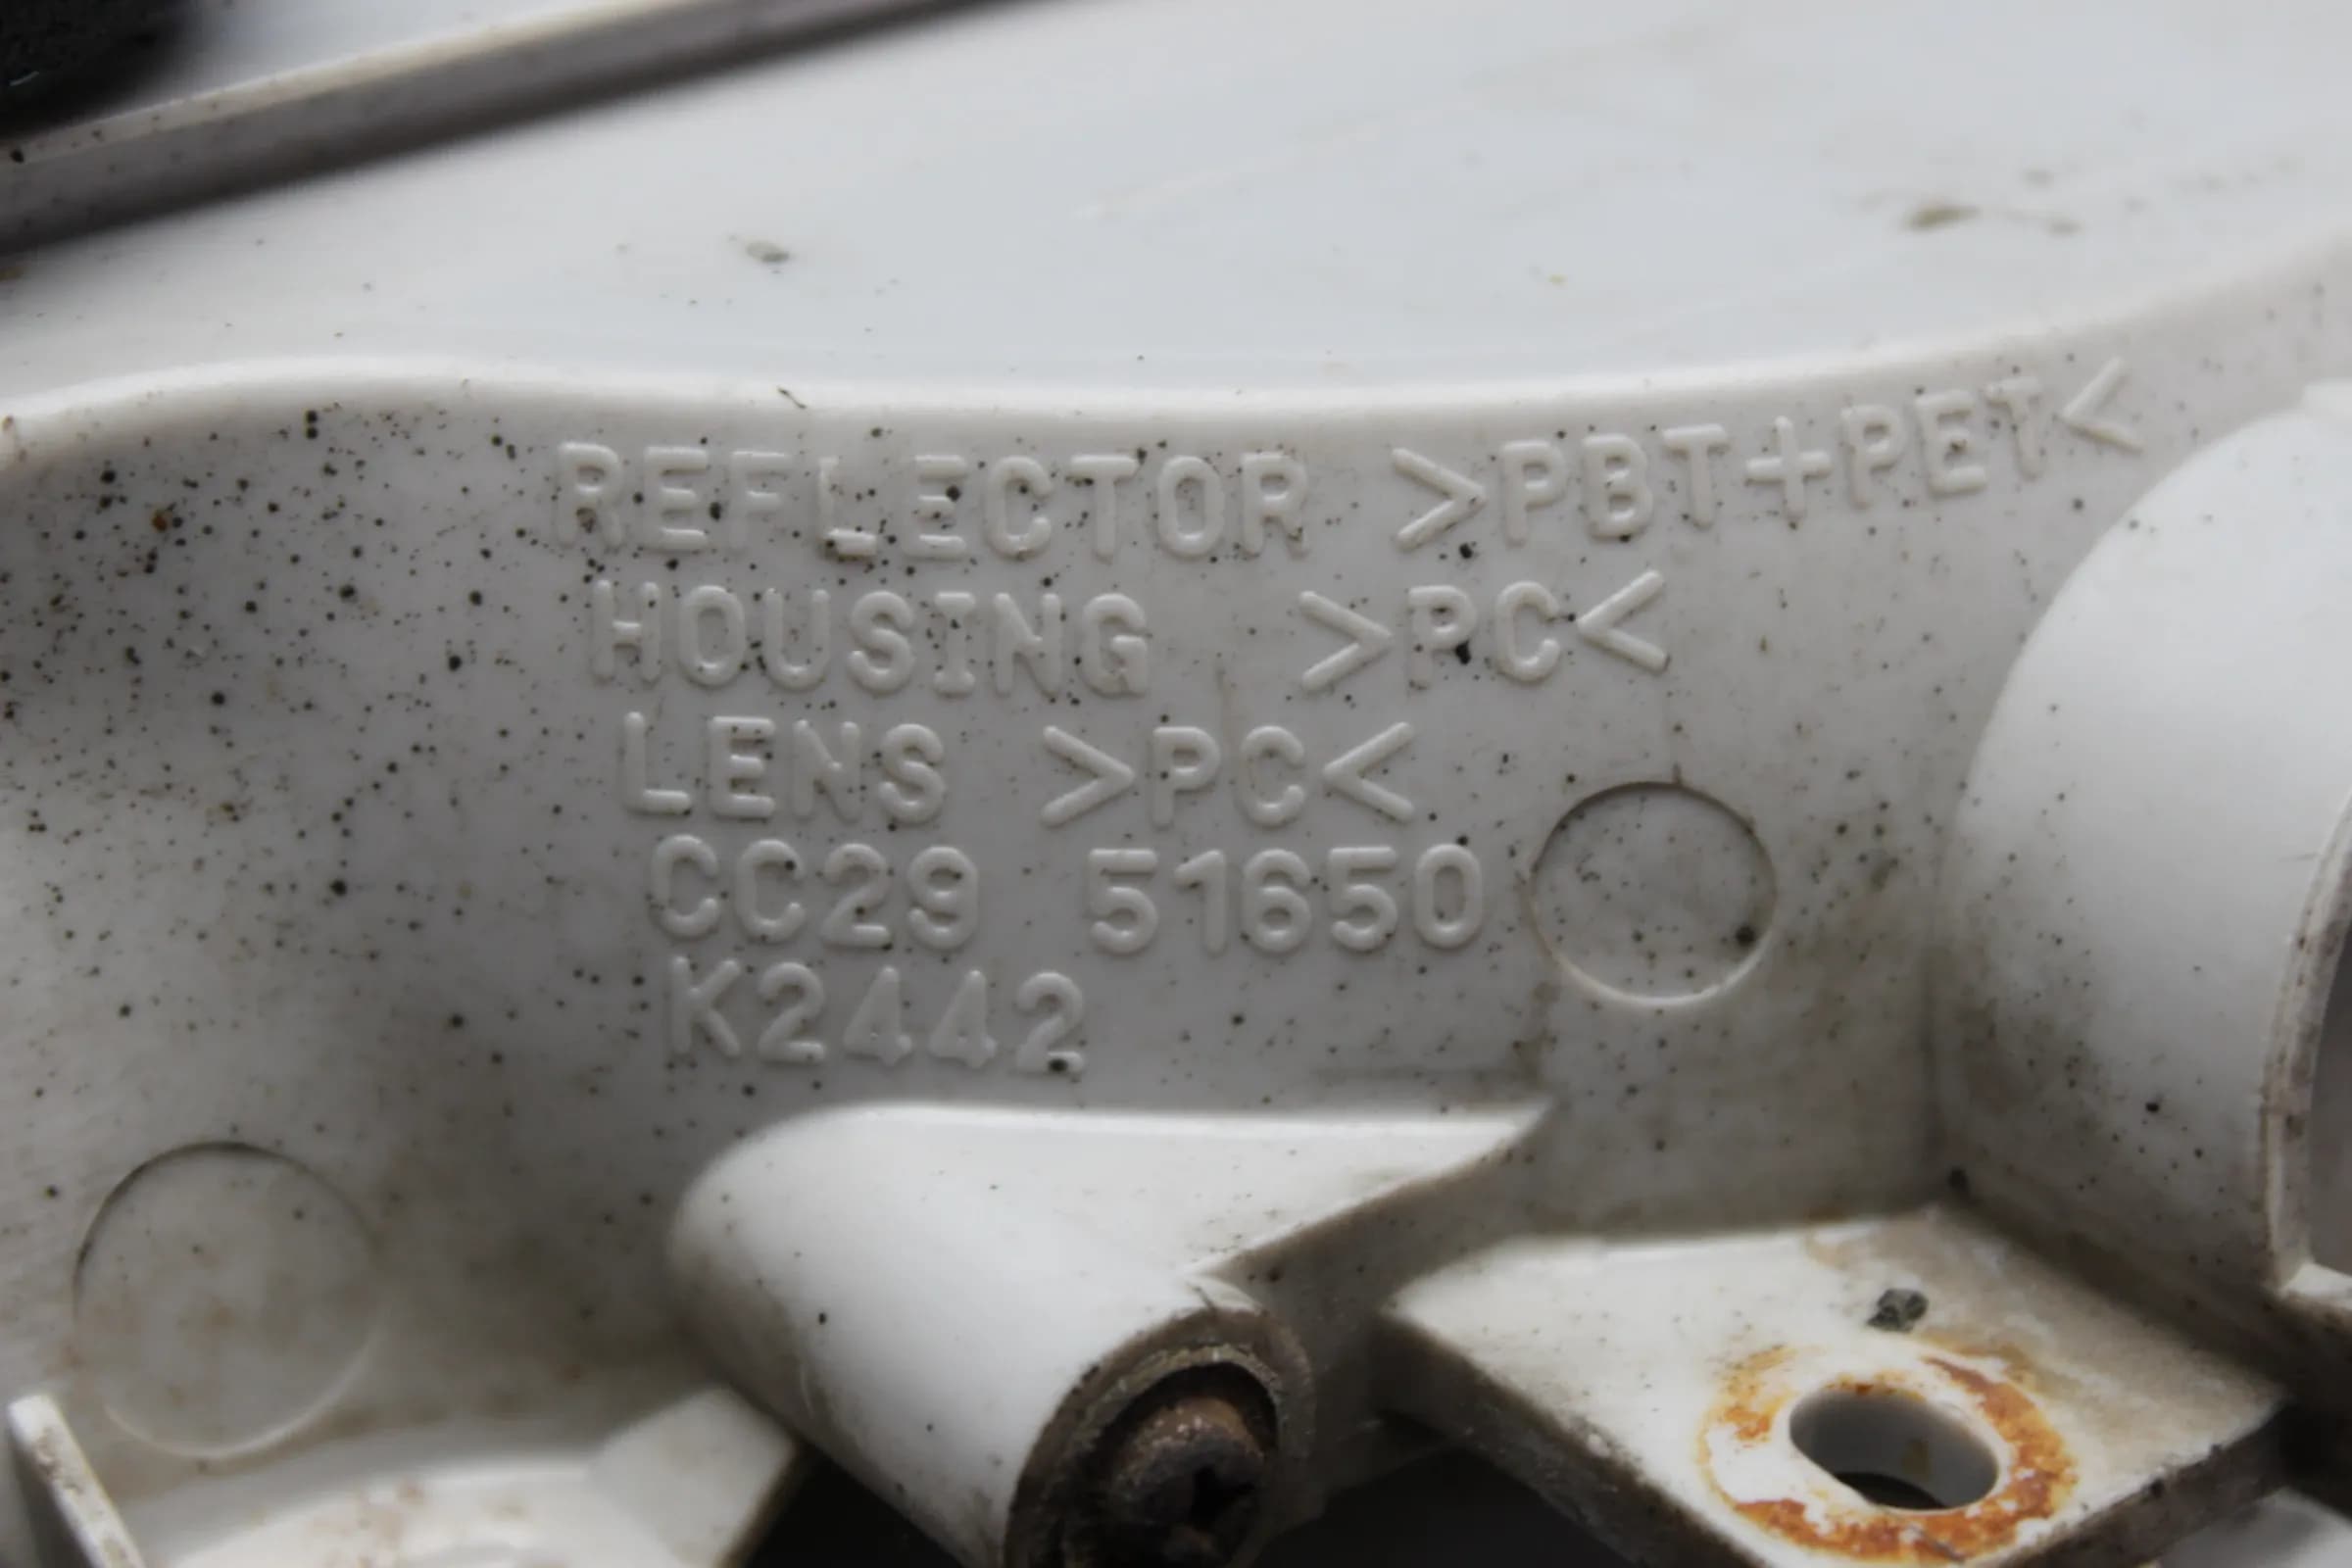 REFLECTOR >PBT+PET<
HOUSING >PC<
LENS >PC<
CC29 51650
K2442